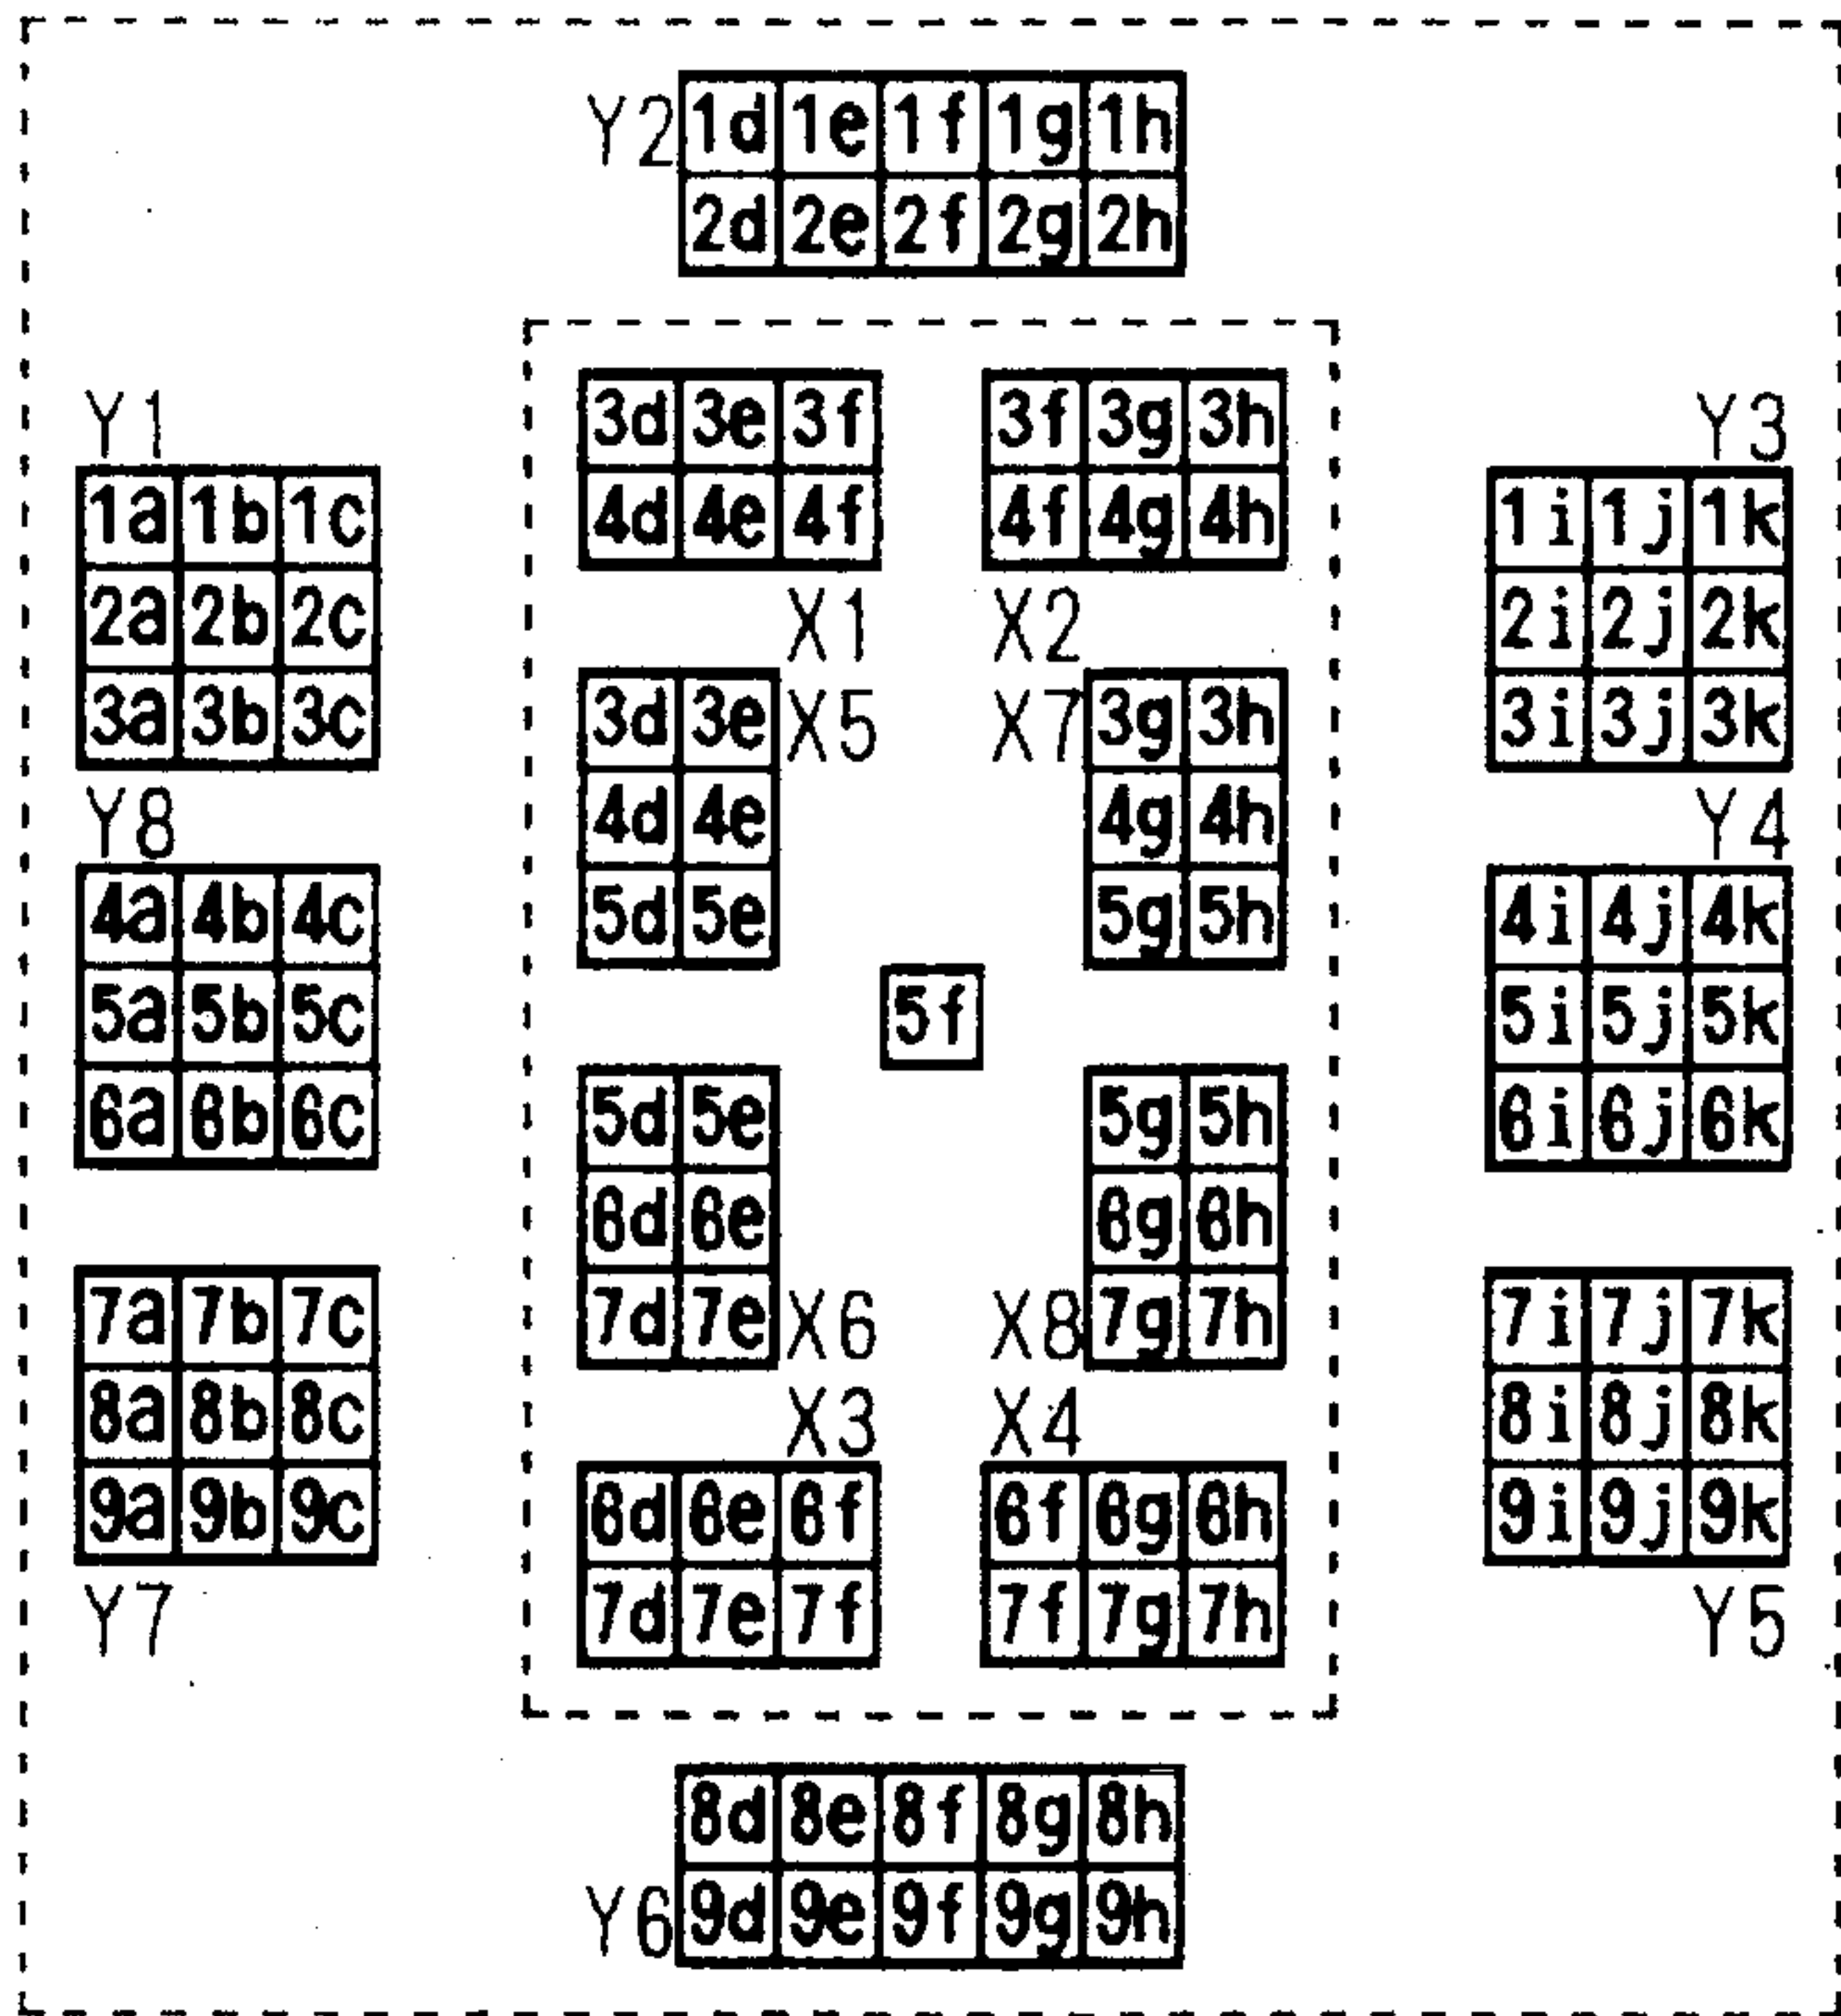 Y2 1d 1e 1f 1g 1h
2d 2e 2f 2g 2h
Y1
1a 1b 1c
2a 2b 2c
3a 3b 3c
Y8
4a 4b 4c
5a 5b 5c
6a 6b 6c
7a 7b 7c
8a 8b 8c
9a 9b 9c
Y7
3d 3e 3f
4d 4e 4f
X1
3f 3g 3h
4f 4g 4h
X2
3d 3e X5
4d 4e
5d 5e
X7 3g 3h
4g 4h
5g 5h
5f
5d 5e
6d 6e
7d 7e X6
5g 5h
6g 6h
X8 7g 7h
X3
6d 6e 6f
7d 7e 7f
X4
6f 6g 6h
7f 7g 7h
Y3
1i 1j 1k
2i 2j 2k
3i 3j 3k
Y4
4i 4j 4k
5i 5j 5k
6i 6j 6k
7i 7j 7k
8i 8j 8k
9i 9j 9k
Y5
8d 8e 8f 8g 8h
Y6 9d 9e 9f 9g 9h